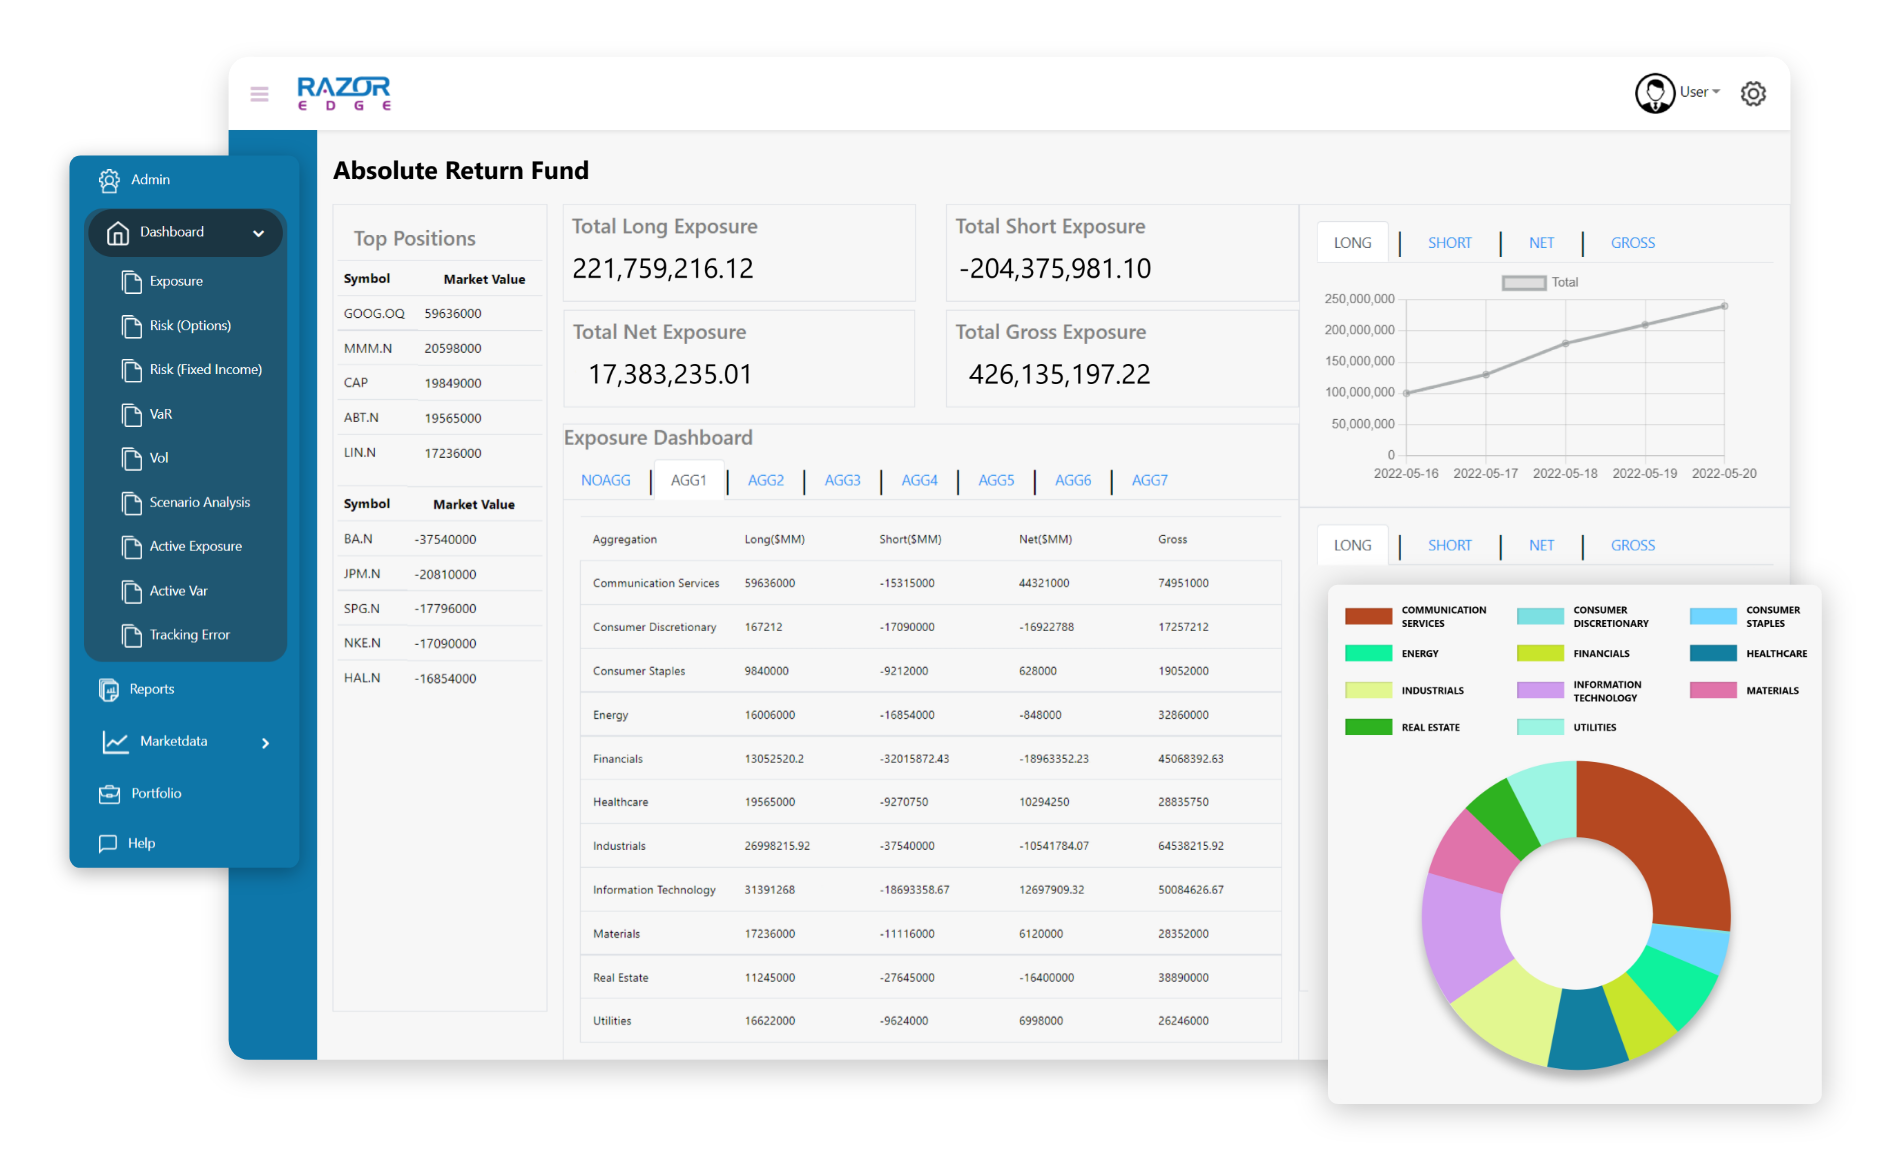 RAZOR
EDGE
User
Admin
Dashboard
Exposure
Risk (Options)
Risk (Fixed Income)
VaR
Vol
Scenario Analysis
Active Exposure
Active Var
Tracking Error
Reports
Marketdata
Portfolio
Help
Absolute Return Fund
Top Positions
Symbol Market Value
GOOG.OQ 59636000
MMM.N 20598000
CAP 19849000
ABT.N 19565000
LIN.N 17236000
Symbol Market Value
BA.N -37540000
JPM.N -20810000
SPG.N -17796000
NKE.N -17090000
HAL.N -16854000
Total Long Exposure
221,759,216.12
Total Short Exposure
-204,375,981.10
Total Net Exposure
17,383,235.01
Total Gross Exposure
426,135,197.22
Exposure Dashboard
NOAGG AGG1 AGG2 AGG3 AGG4 AGG5 AGG6 AGG7
Aggregation Long($MM) Short($MM) Net($MM) Gross
Communication Services 59636000 -15315000 44321000 74951000
Consumer Discretionary 167212 -17090000 -16922788 17257212
Consumer Staples 9840000 -9212000 628000 19052000
Energy 16006000 -16854000 -848000 32860000
Financials 13052520.2 -32015872.43 -18963352.23 45068392.63
Healthcare 19565000 -9270750 10294250 28835750
Industrials 26998215.92 -37540000 -10541784.07 64538215.92
Information Technology 31391268 -18693358.67 12697909.32 50084626.67
Materials 17236000 -11116000 6120000 28352000
Real Estate 11245000 -27645000 -16400000 38890000
Utilities 16622000 -9624000 6998000 26246000
LONG SHORT NET GROSS
Total
250,000,000
200,000,000
150,000,000
100,000,000
50,000,000
0
2022-05-16 2022-05-17 2022-05-18 2022-05-19 2022-05-20
LONG SHORT NET GROSS
COMMUNICATION
SERVICES
CONSUMER
DISCRETIONARY
CONSUMER
STAPLES
ENERGY
FINANCIALS
HEALTHCARE
INDUSTRIALS
INFORMATION
TECHNOLOGY
MATERIALS
REAL ESTATE
UTILITIES